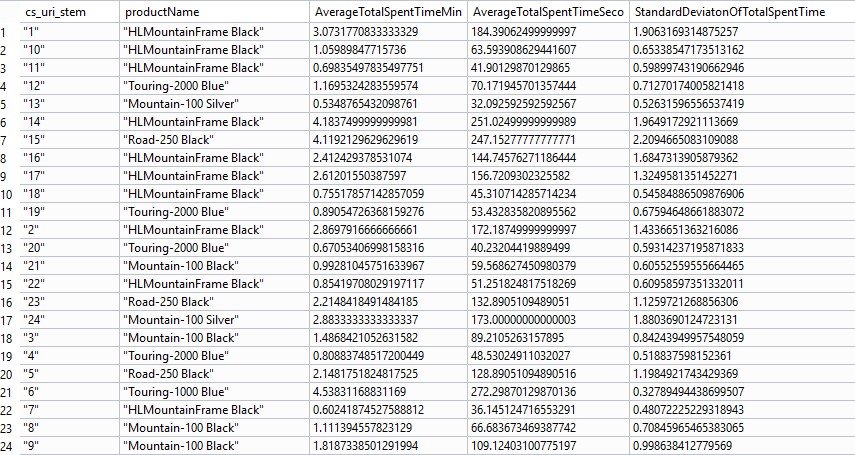 cs_uri_stem productName AverageTotalSpentTimeMin AverageTotalSpentTimeSeco StandardDeviatonOfTotalSpentTime
1 "1" "HLMountainFrame Black" 3.0731770833333329 184.39062499999997 1.9063169314875257
2 "10" "HLMountainFrame Black" 1.05989847715736 63.593908629441607 0.65338547173513162
3 "11" "HLMountainFrame Black" 0.69835497835497751 41.90129870129865 0.59899743190662946
4 "12" "Touring-2000 Blue" 1.1695324283559574 70.171945701357444 0.71270174005821418
5 "13" "Mountain-100 Silver" 0.5348765432098761 32.092592592592567 0.52631596556537419
6 "14" "HLMountainFrame Black" 4.1837499999999981 251.02499999999989 1.9649172921113669
7 "15" "Road-250 Black" 4.1192129629629619 247.15277777777771 2.2094665083109088
8 "16" "HLMountainFrame Black" 2.412429378531074 144.74576271186444 1.6847313905879362
9 "17" "HLMountainFrame Black" 2.61201550387597 156.7209302325582 1.3249581351452271
10 "18" "HLMountainFrame Black" 0.75517857142857059 45.310714285714234 0.54584886509876906
11 "19" "Touring-2000 Blue" 0.89054726368159276 53.432835820895562 0.67594648661883072
12 "2" "HLMountainFrame Black" 2.8697916666666661 172.18749999999997 1.4336651363216086
13 "20" "Touring-2000 Blue" 0.67053406998158316 40.23204419889499 0.59314237195871833
14 "21" "Mountain-100 Black" 0.99281045751633967 59.568627450980379 0.60552559555664465
15 "22" "HLMountainFrame Black" 0.85419708029197117 51.251824817518269 0.60958597351332011
16 "23" "Road-250 Black" 2.2148418491484185 132.8905109489051 1.1259721268856306
17 "24" "Mountain-100 Silver" 2.8833333333333337 173.00000000000003 1.8803690124723131
18 "3" "Mountain-100 Black" 1.4868421052631582 89.2105263157895 0.84243949957548059
19 "4" "Touring-2000 Blue" 0.80883748517200449 48.53024911032027 0.518837598152361
20 "5" "Road-250 Black" 2.1481751824817525 128.89051094890516 1.1984921743429369
21 "6" "Touring-1000 Blue" 4.53831168831169 272.29870129870136 0.32789494438699507
22 "7" "HLMountainFrame Black" 0.60241874527588812 36.145124716553291 0.48072225229318943
23 "8" "Mountain-100 Black" 1.111394557823129 66.683673469387742 0.70845965465383065
24 "9" "Mountain-100 Black" 1.8187338501291994 109.12403100775197 0.998638412779569